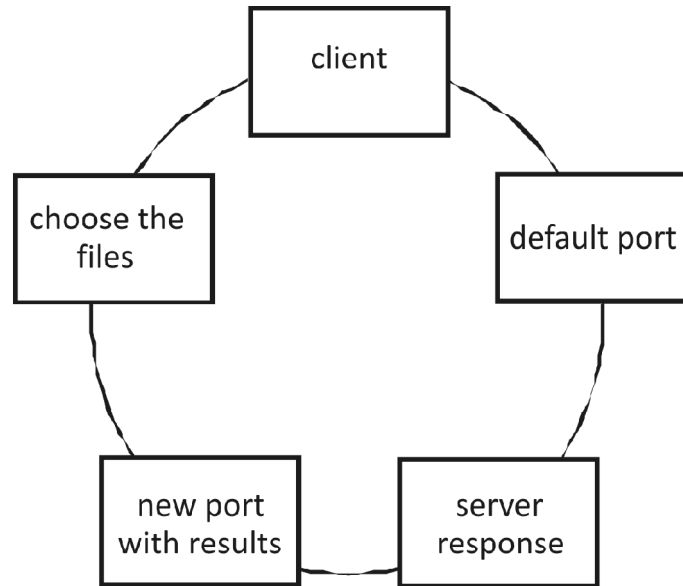 client
default port
server
response
new port
with results
choose the
files